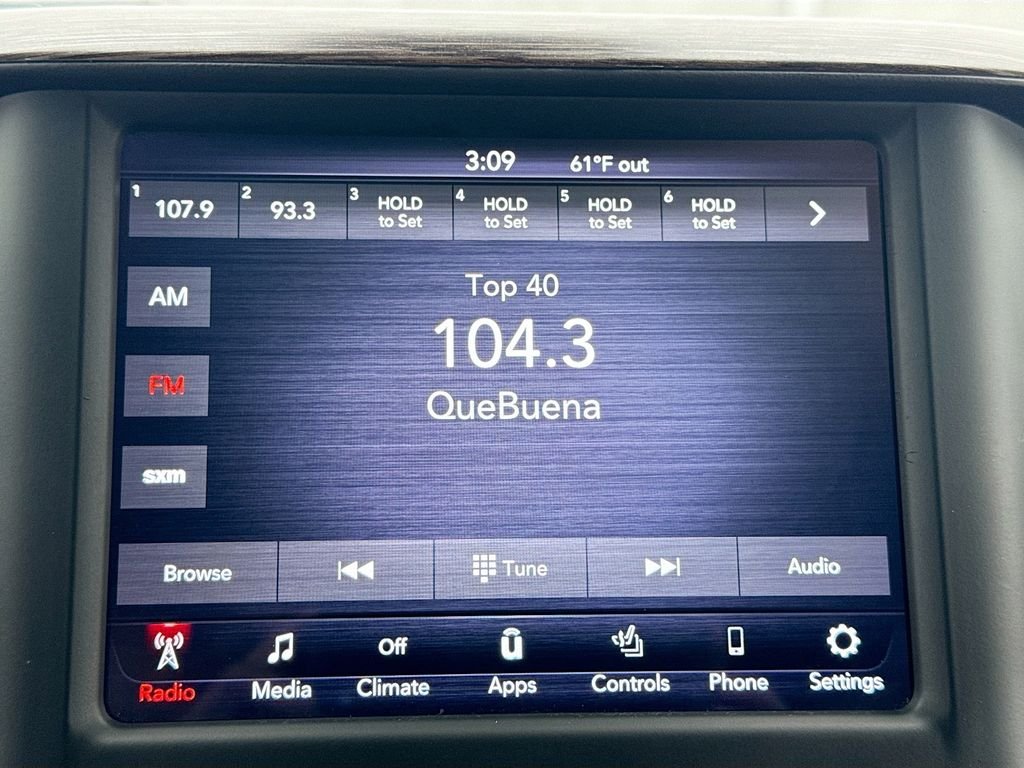 3:09 61°F out
1 107.9 2 93.3 3 HOLD to Set 4 HOLD to Set 5 HOLD to Set 6 HOLD to Set
AM
Top 40
104.3
FM
QueBuena
sxm
Browse Tune Audio
Off u
Radio Media Climate Apps Controls Phone Settings